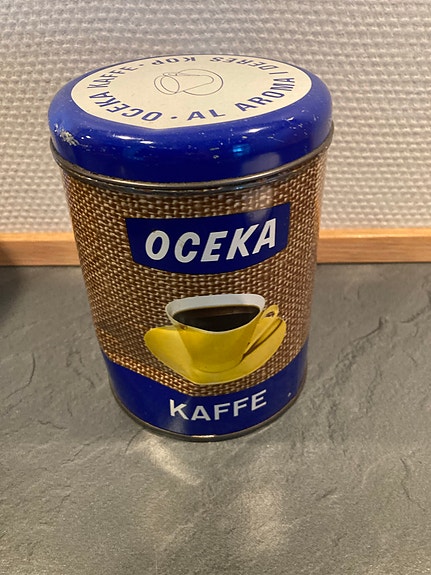 OCEKA KAFFE · AL AROMA I DERES KOP ·
OCEKA
KAFFE